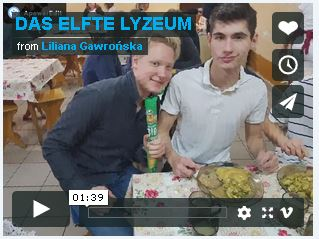 DAS ELFTE LYZEUM
from Liliana Gawrońska
01:39